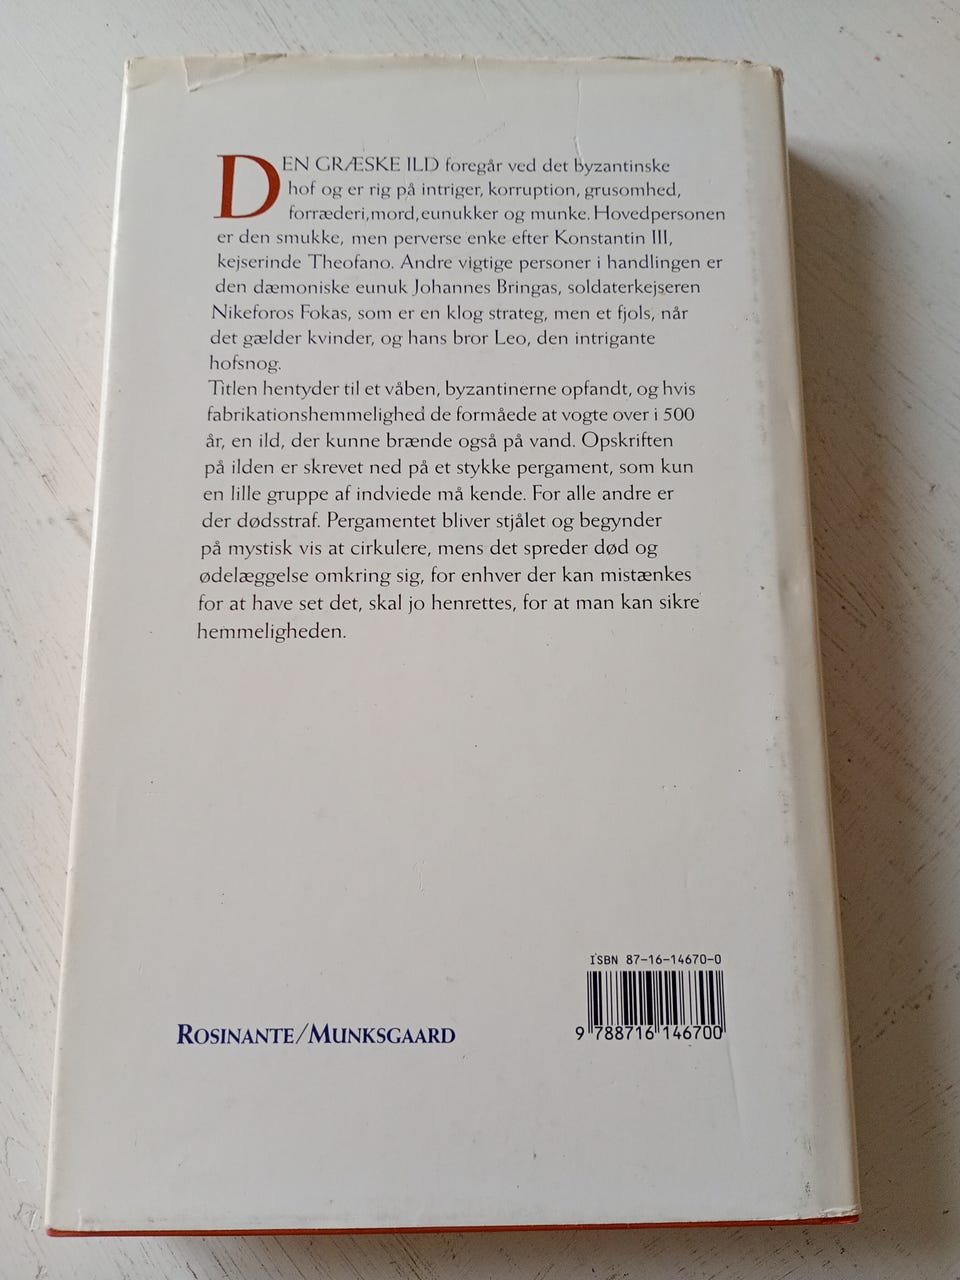 DEN GRÆSKE ILD foregår ved det byzantinske
hof og er rig på intriger, korruption, grusomhed,
forræderi, mord, eunukker og munke. Hovedpersonen
er den smukke, men perverse enke efter Konstantin III,
kejserinde Theofano. Andre vigtige personer i handlingen er
den dæmoniske eunuk Johannes Bringas, soldaterkejseren
Nikeforos Fokas, som er en klog strateg, men et fjols, når
det gælder kvinder, og hans bror Leo, den intrigante
hofsnog.
Titlen hentyder til et våben, byzantinerne opfandt, og hvis
fabrikationshemmelighed de formåede at vogte over i 500
år, en ild, der kunne brænde også på vand. Opskriften
på ilden er skrevet ned på et stykke pergament, som kun
en lille gruppe af indviede må kende. For alle andre er
der dødsstraf. Pergamentet bliver stjålet og begynder
på mystisk vis at cirkulere, mens det spreder død og
ødelæggelse omkring sig, for enhver der kan mistænkes
for at have set det, skal jo henrettes, for at man kan sikre
hemmeligheden.
ISBN 87-16-14670-0
9 788716 146700
ROSINANTE/MUNKSGAARD